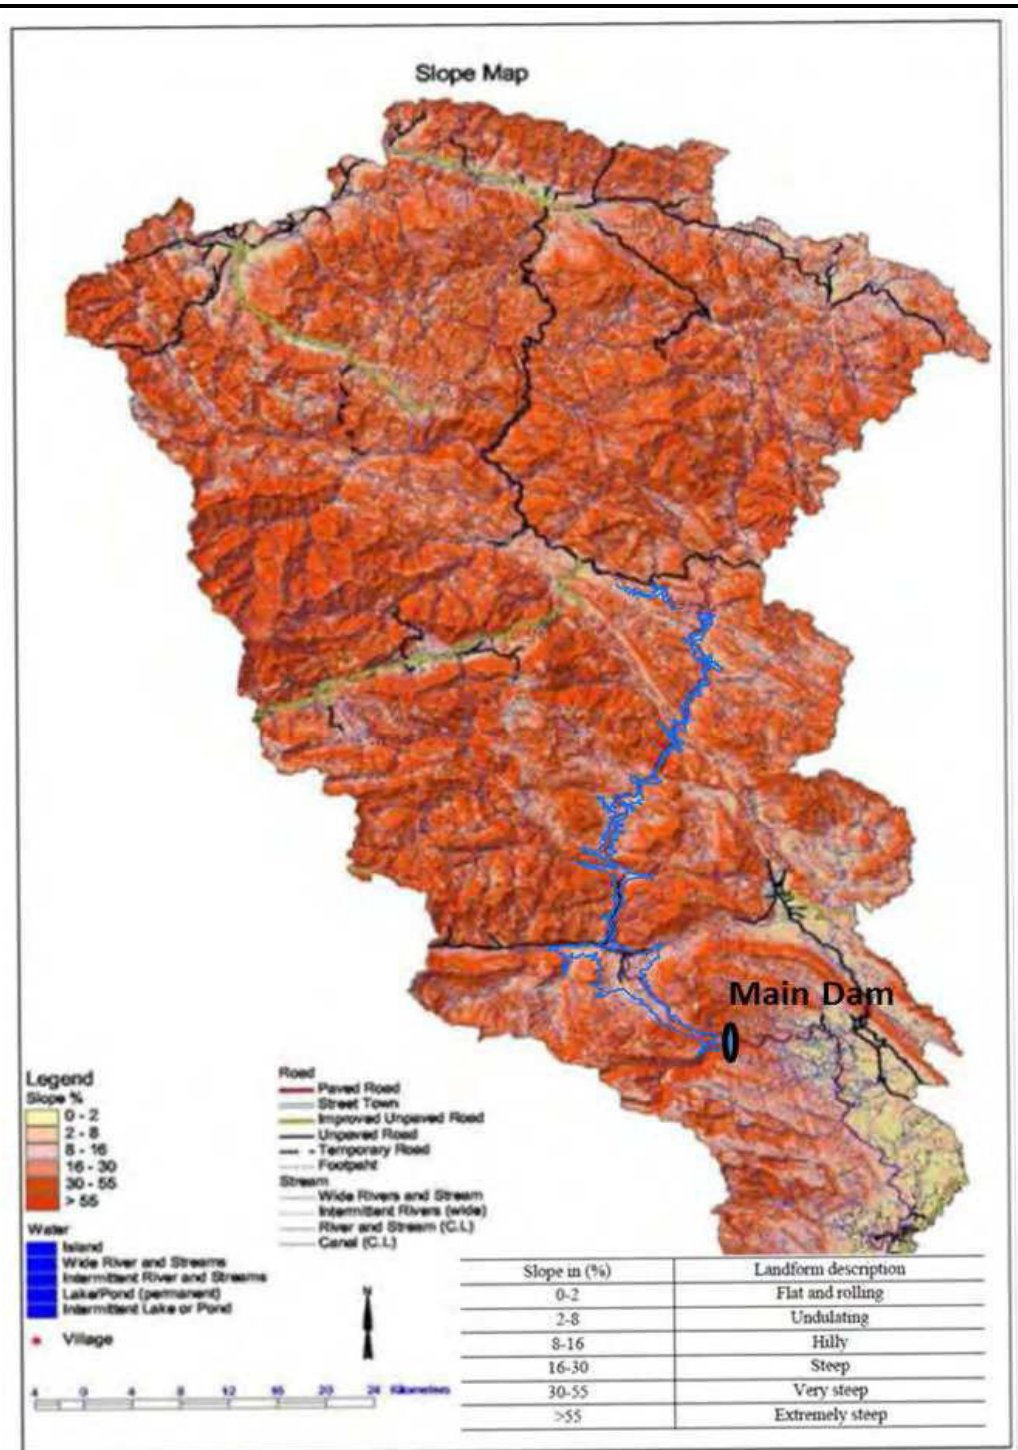 Slope Map
Main Dam
Legend
Slope %
0 - 2
2 - 8
8 - 16
16 - 30
30 - 55
> 55
Water
Island
Wide River and Streams
Intermittent River and Streams
Lake/Pond (permanent)
Intermittent Lake or Pond
Village
Road
Paved Road
Street Town
Improved Unpaved Road
Unpaved Road
Temporary Road
Footpaht
Stream
Wide Rivers and Stream
Intermittent Rivers (wide)
River and Stream (C.L)
Canal (C.L)
N
4 0 4 8 12 16 20 24 Kilometers
Slope in (%) Landform description
0-2 Flat and rolling
2-8 Undulating
8-16 Hilly
16-30 Steep
30-55 Very steep
>55 Extremely steep